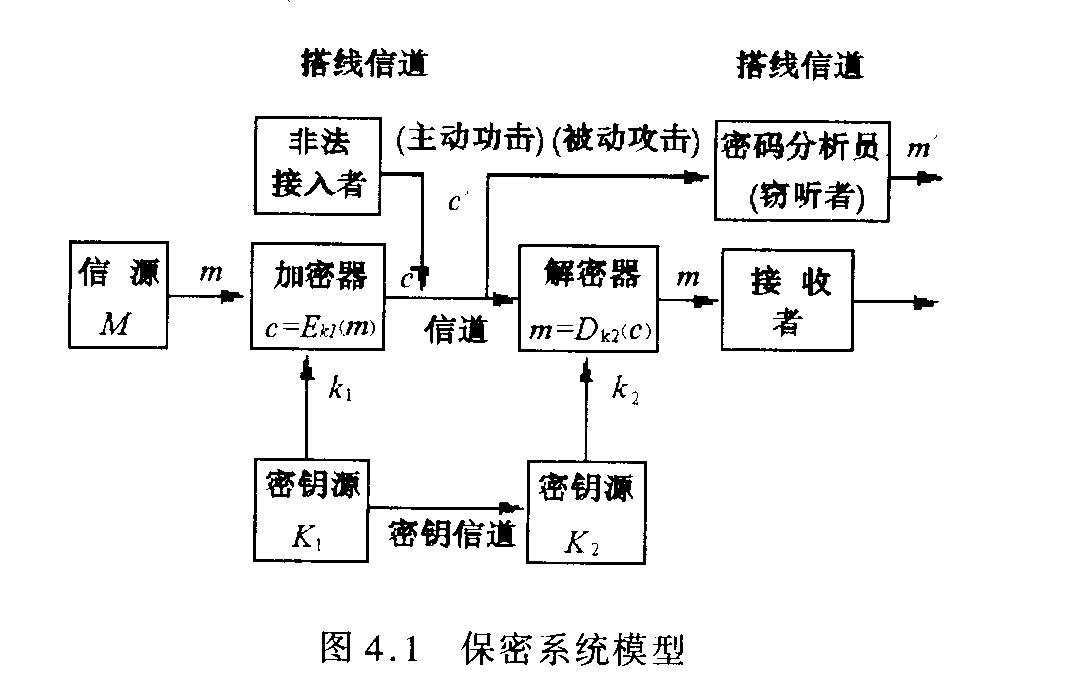 搭线信道
搭线信道
非法
接入者
(主动功击)(被动攻击)
密码分析员
(窃听者)
m′
c′
信 源
M
m
加密器
c=Ek1(m)
c
信道
解密器
m=Dk2(c)
m
接 收
者
k1
k2
密钥源
K1
密钥信道
密钥源
K2
图 4.1 保密系统模型